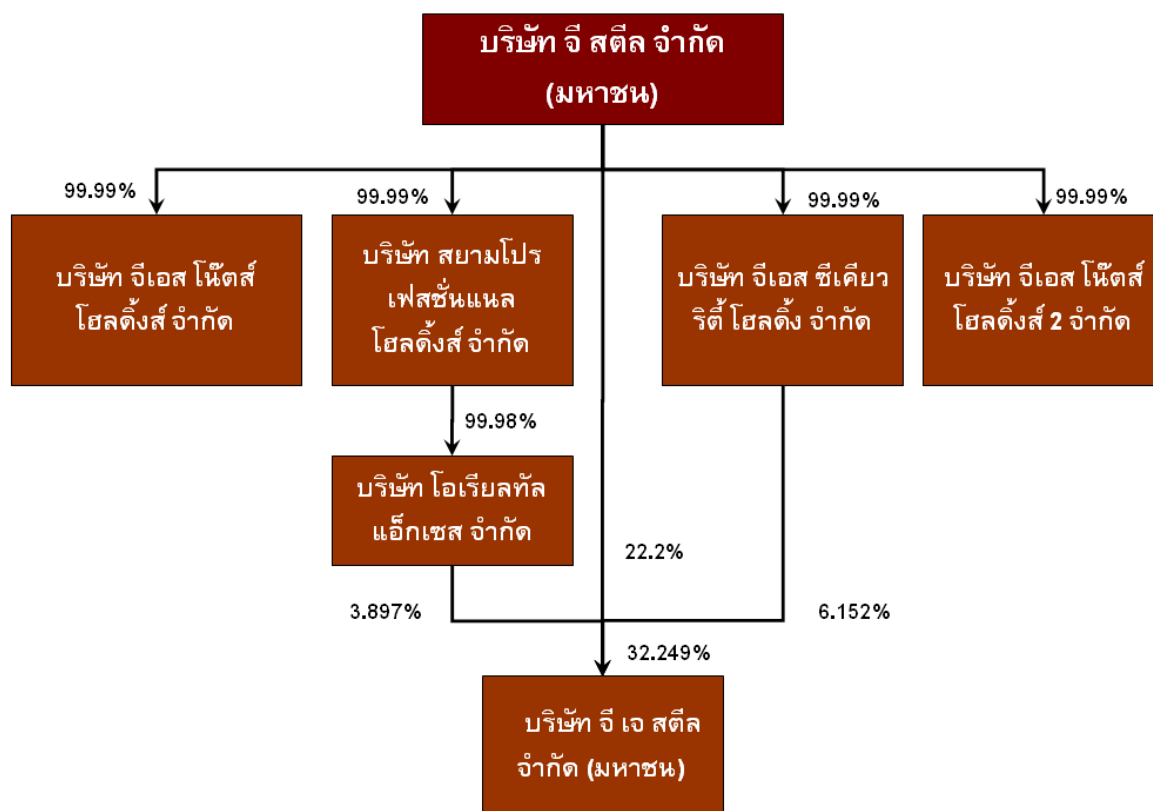 บริษัท จี สตีล จำกัด
(มหาชน)
99.99%
99.99%
99.99%
99.99%
บริษัท จีเอส โน๊ตส์
โฮลดิ้งส์ จำกัด
บริษัท สยามโปร
เฟสชั่นแนล
โฮลดิ้งส์ จำกัด
บริษัท จีเอส ซีเคียว
ริตี้ โฮลดิ้ง จำกัด
บริษัท จีเอส โน๊ตส์
โฮลดิ้งส์ 2 จำกัด
99.98%
บริษัท โอเรียลทัล
แอ็กเซส จำกัด
22.2%
3.897%
6.152%
32.249%
บริษัท จี เจ สตีล
จำกัด (มหาชน)